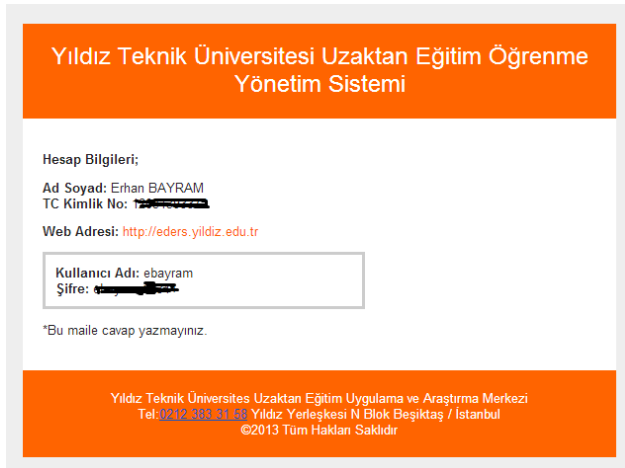 Yıldız Teknik Üniversitesi Uzaktan Eğitim Öğrenme
Yönetim Sistemi
Hesap Bilgileri;
Ad Soyad: Erhan BAYRAM
TC Kimlik No:
Web Adresi: http://eders.yildiz.edu.tr
Kullanıcı Adı: ebayram
Şifre:
*Bu maile cavap yazmayınız.
Yıldız Teknik Üniversites Uzaktan Eğitim Uygulama ve Araştırma Merkezi
Tel:0212 383 31 58 Yıldız Yerleşkesi N Blok Beşiktaş / İstanbul
©2013 Tüm Hakları Saklıdır